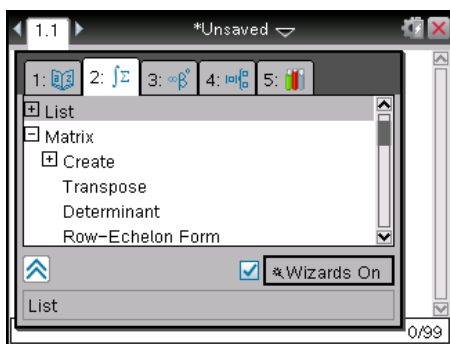 1.1 *Unsaved
1: 2: ∫Σ 3: ∞β° 4: 5:
List
Matrix
Create
Transpose
Determinant
Row-Echelon Form
Wizards On
List
0/99